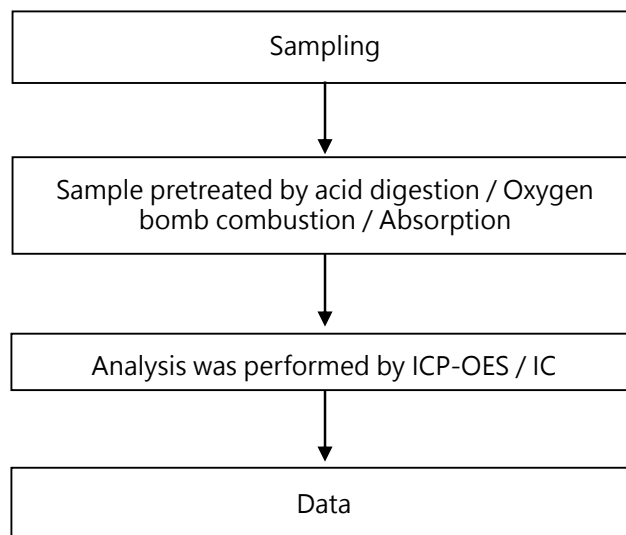 Sampling
Sample pretreated by acid digestion / Oxygen
bomb combustion / Absorption
Analysis was performed by ICP-OES / IC
Data